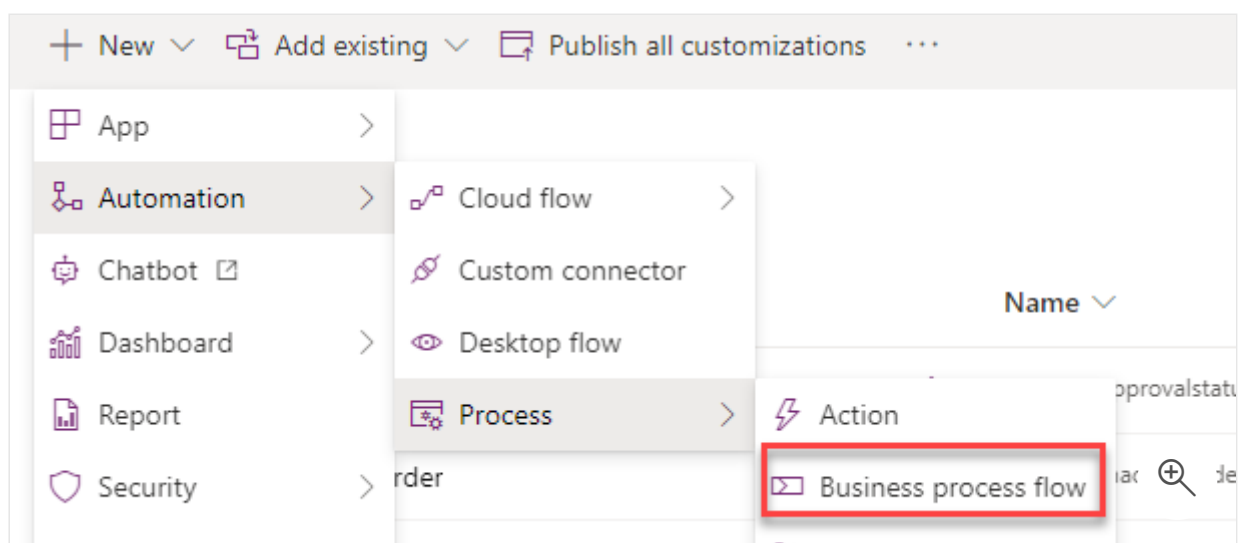 New Add existing Publish all customizations ...
App
Automation
Cloud flow
Chatbot
Custom connector
Name
Dashboard
Desktop flow
Report
Process
Action
Security
rder
Business process flow